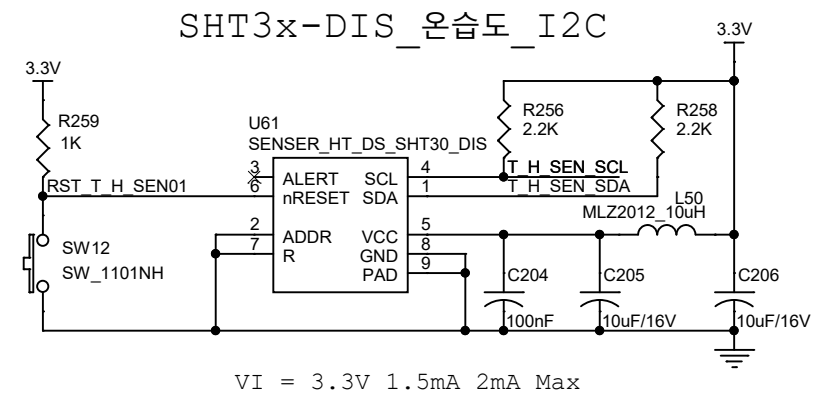 SHT3x-DIS_온습도_I2C
3.3V
3.3V
R259
1K
U61
SENSER_HT_DS_SHT30_DIS
R256
2.2K
R258
2.2K
3 ALERT SCL 4 T_H_SEN_SCL
RST_T_H_SEN01 6 nRESET SDA 1 T_H_SEN_SDA
L50
MLZ2012_10uH
2 ADDR VCC 5
7 R GND 8
PAD 9
SW12
SW_1101NH
C204
100nF
C205
10uF/16V
C206
10uF/16V
VI = 3.3V 1.5mA 2mA Max